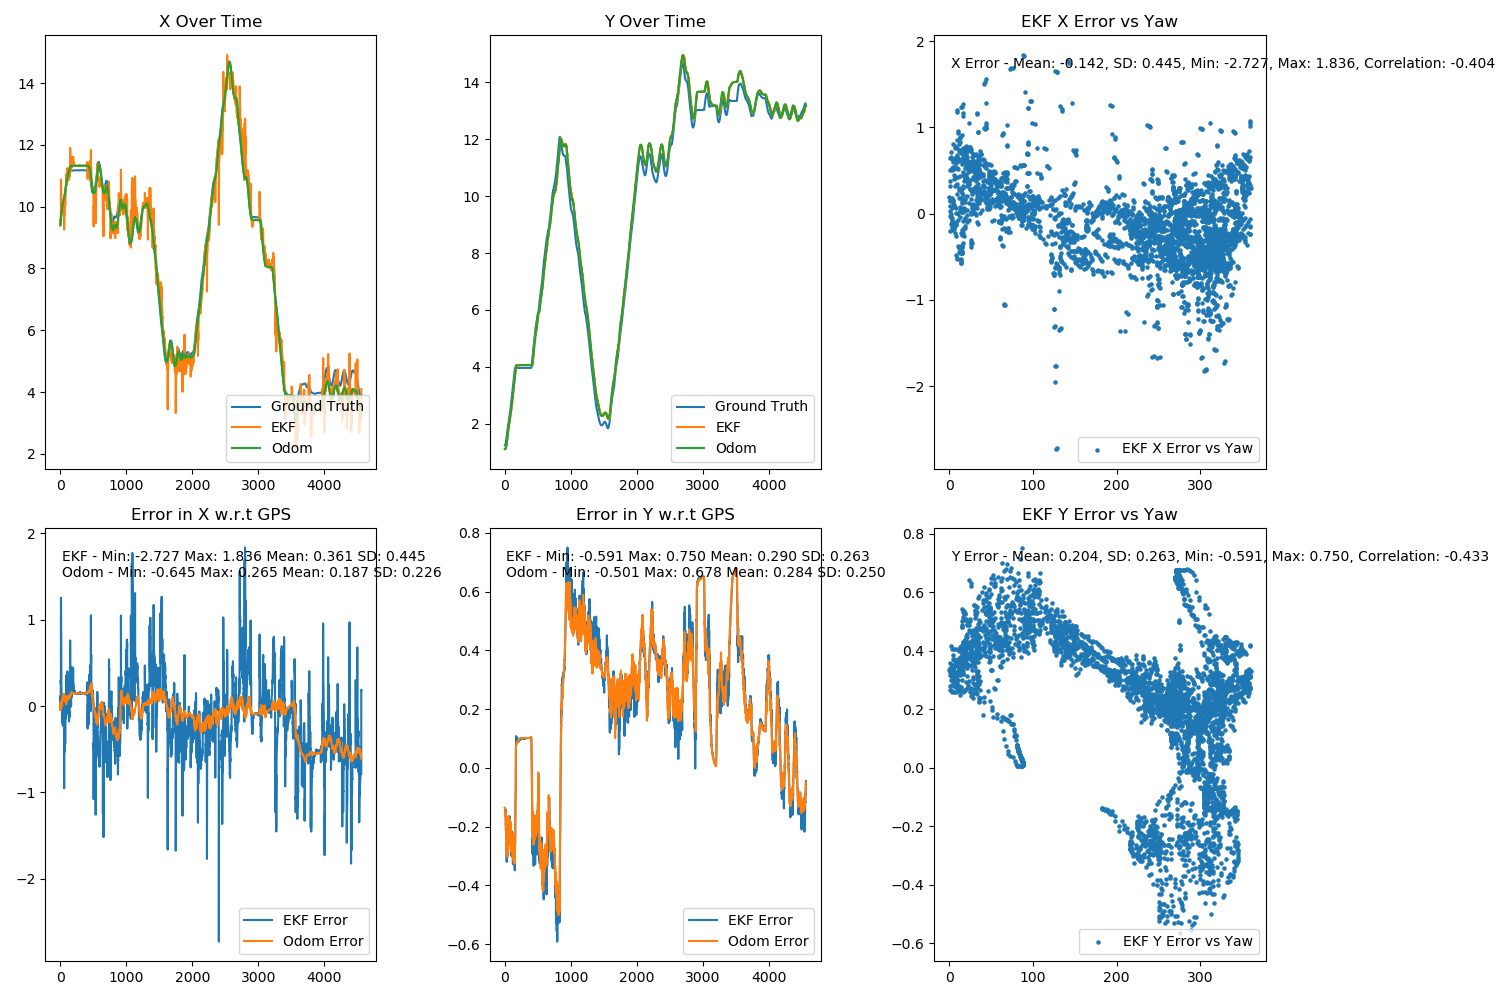 X Over Time
14
12
10
8
6
4
2
0
1000
2000
3000
4000
Ground Truth
EKF
Odom
Y Over Time
14
12
10
8
6
4
2
0
1000
2000
3000
4000
Ground Truth
EKF
Odom
EKF X Error vs Yaw
X Error - Mean: -0.142, SD: 0.445, Min: -2.727, Max: 1.836, Correlation: -0.404
2
1
0
−1
−2
0
100
200
300
EKF X Error vs Yaw
Error in X w.r.t GPS
EKF - Min: -2.727 Max: 1.836 Mean: 0.361 SD: 0.445
Odom - Min: -0.645 Max: 0.265 Mean: 0.187 SD: 0.226
2
1
0
−1
−2
0
1000
2000
3000
4000
EKF Error
Odom Error
Error in Y w.r.t GPS
EKF - Min: -0.591 Max: 0.750 Mean: 0.290 SD: 0.263
Odom - Min: -0.501 Max: 0.678 Mean: 0.284 SD: 0.250
0.8
0.6
0.4
0.2
0.0
−0.2
−0.4
−0.6
0
1000
2000
3000
4000
EKF Error
Odom Error
EKF Y Error vs Yaw
Y Error - Mean: 0.204, SD: 0.263, Min: -0.591, Max: 0.750, Correlation: -0.433
0.8
0.6
0.4
0.2
0.0
−0.2
−0.4
−0.6
0
100
200
300
EKF Y Error vs Yaw